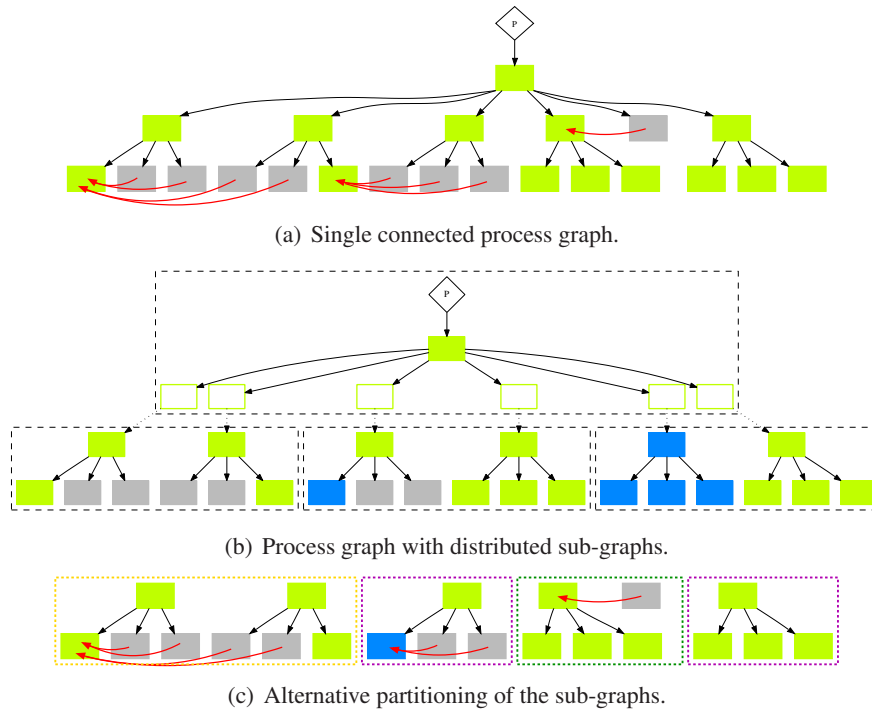 P
(a) Single connected process graph.
P
(b) Process graph with distributed sub-graphs.
(c) Alternative partitioning of the sub-graphs.